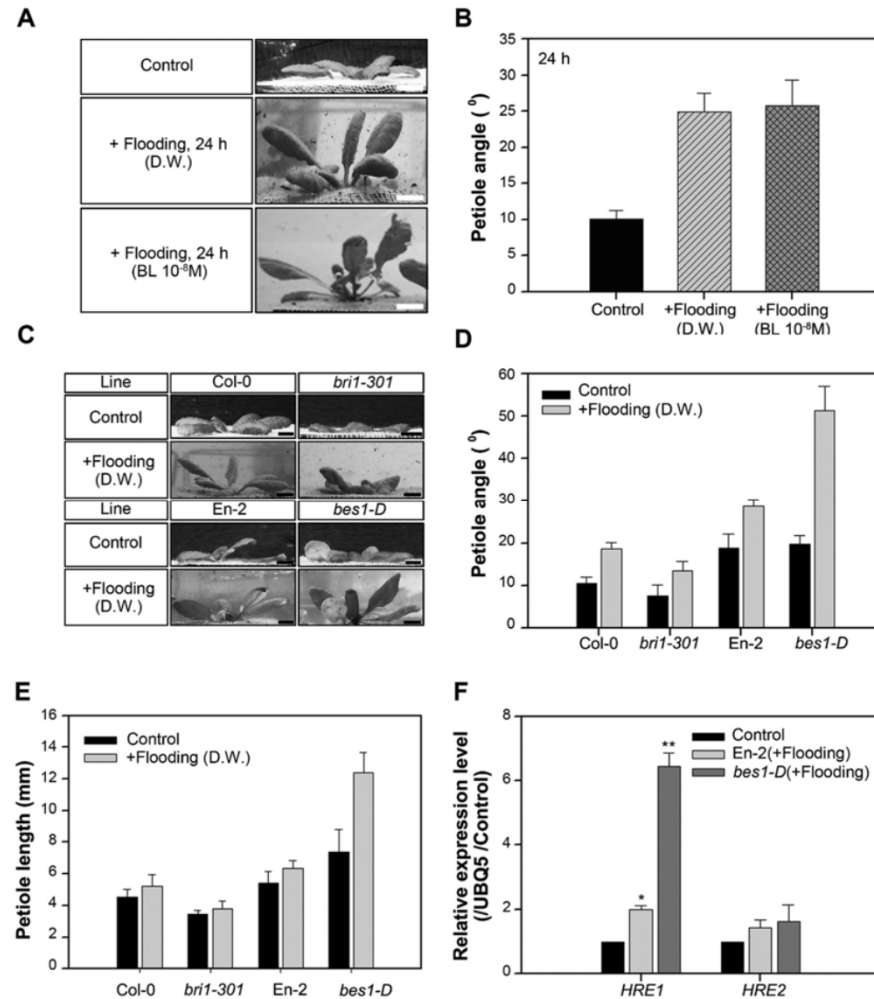 A
Control
+ Flooding, 24 h
(D.W.)
+ Flooding, 24 h
(BL 10⁻⁸M)
B
24 h
Petiole angle ( ⁰)
35
30
25
20
15
10
5
0
Control
+Flooding
(D.W.)
+Flooding
(BL 10⁻⁸M)
C
Line
Col-0
bri1-301
Control
+Flooding
(D.W.)
Line
En-2
bes1-D
Control
+Flooding
(D.W.)
D
Control
+Flooding (D.W.)
Petiole angle ( ⁰)
60
50
40
30
20
10
0
Col-0
bri1-301
En-2
bes1-D
E
Control
+Flooding (D.W.)
Petiole length (mm)
16
14
12
10
8
6
4
2
0
Col-0
bri1-301
En-2
bes1-D
F
Control
En-2(+Flooding)
bes1-D(+Flooding)
Relative expression level
(/UBQ5 /Control)
8
6
4
2
0
*
**
HRE1
HRE2